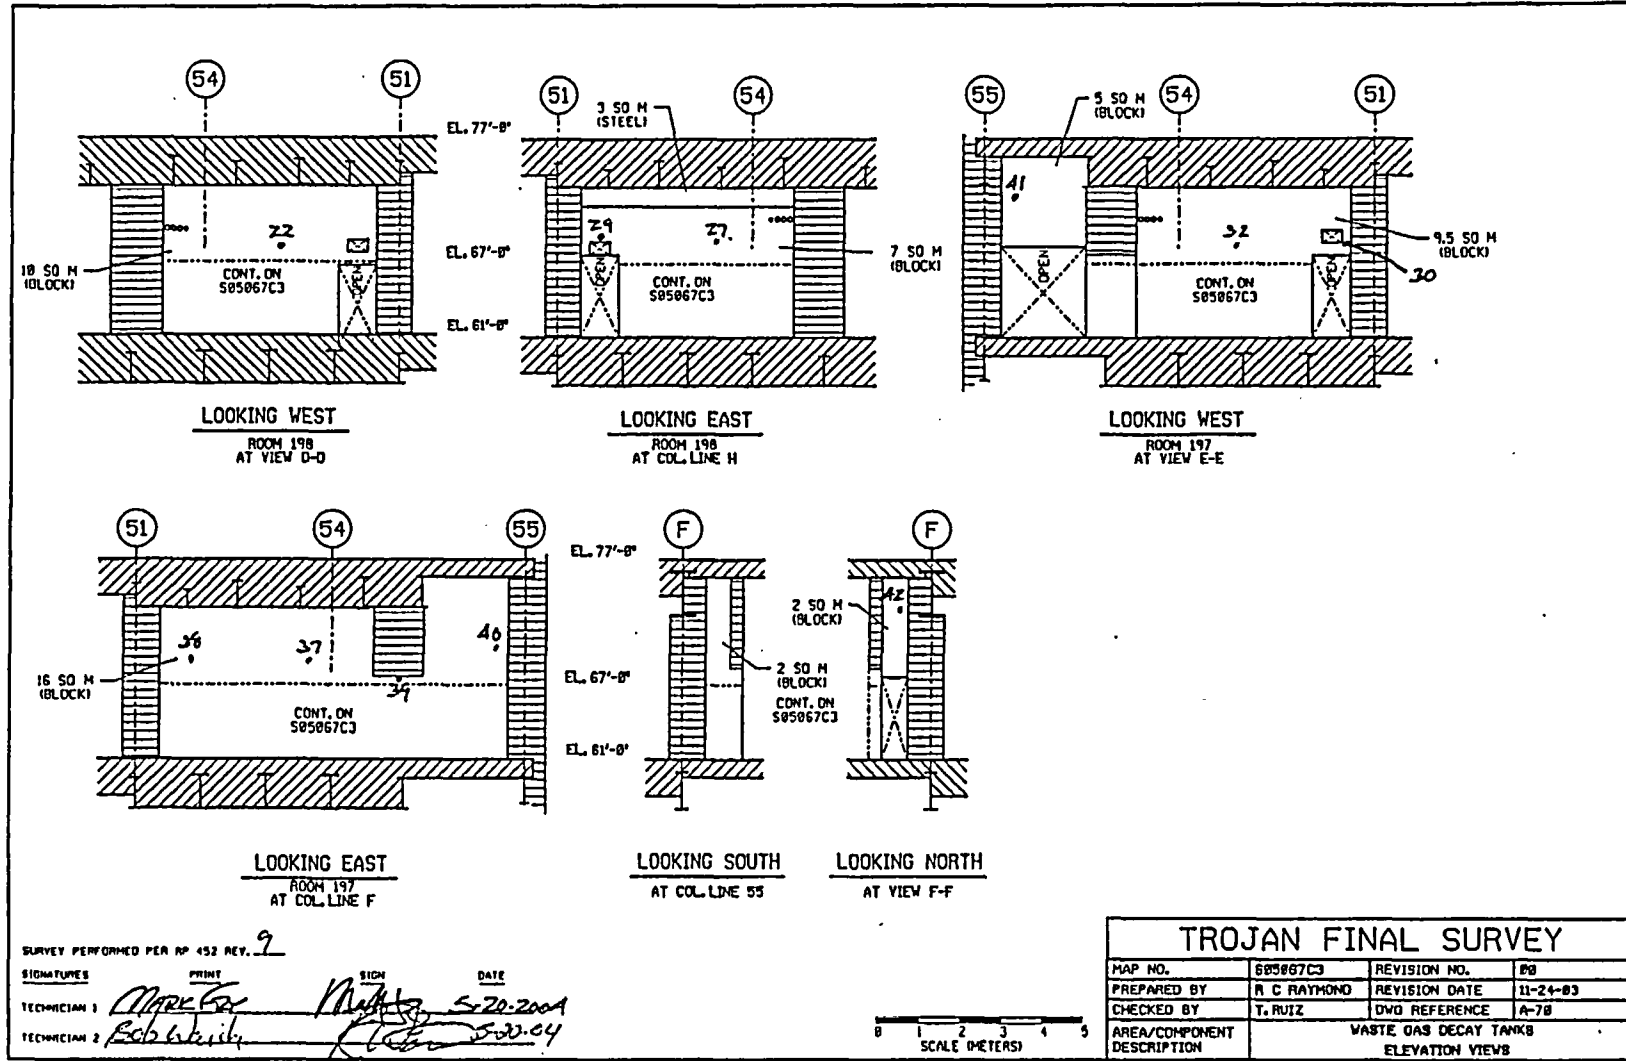 54
51
EL. 77'-0"
22
EL. 67'-0"
10 SQ M
(BLOCK)
CONT. ON
S05067C3
OPEN
EL. 61'-0"
LOOKING WEST
ROOM 198
AT VIEW D-D
51
3 SQ M
(STEEL)
54
29
27
OPEN
CONT. ON
S05067C3
7 SQ M
(BLOCK)
LOOKING EAST
ROOM 198
AT COL. LINE H
55
5 SQ M
(BLOCK)
54
51
41
32
9.5 SQ M
(BLOCK)
30
OPEN
CONT. ON
S05067C3
OPEN
LOOKING WEST
ROOM 197
AT VIEW E-E
51
54
55
EL. 77'-0"
38
37
40
16 SQ M
(BLOCK)
39
EL. 67'-0"
CONT. ON
S05067C3
EL. 61'-0"
LOOKING EAST
ROOM 197
AT COL. LINE F
F
2 SQ M
(BLOCK)
CONT. ON
S05067C3
LOOKING SOUTH
AT COL. LINE 55
F
42
2 SQ M
(BLOCK)
LOOKING NORTH
AT VIEW F-F
SURVEY PERFORMED PER RP 452 REV. 9
SIGNATURES PRINT SIGN DATE
TECHNICIAN 1 MARK 5-20-2004
TECHNICIAN 2 Bob 5-20-04
0 1 2 3 4 5
SCALE (METERS)
TROJAN FINAL SURVEY
MAP NO. S05067C3 REVISION NO. 00
PREPARED BY R C RAYMOND REVISION DATE 11-24-03
CHECKED BY T. RUIZ DWG REFERENCE A-70
AREA/COMPONENT DESCRIPTION WASTE GAS DECAY TANKS
ELEVATION VIEWS